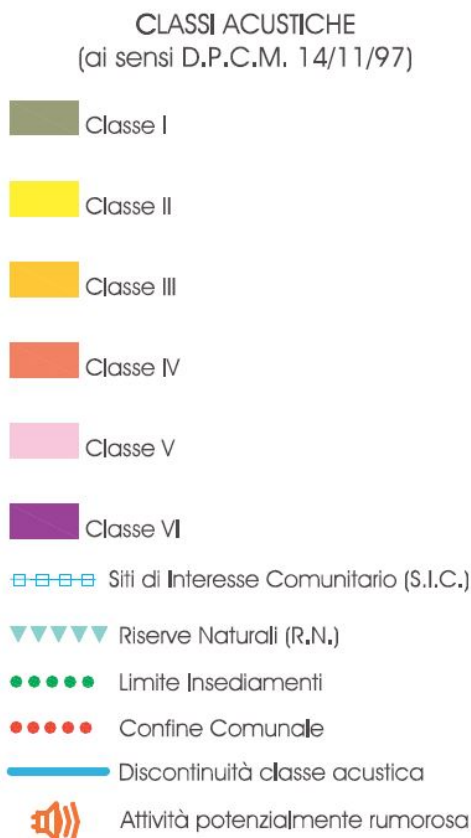 CLASSI ACUSTICHE
(ai sensi D.P.C.M. 14/11/97)
Classe I
Classe II
Classe III
Classe IV
Classe V
Classe VI
Siti di Interesse Comunitario (S.I.C.)
Riserve Naturali (R.N.)
Limite Insediamenti
Confine Comunale
Discontinuità classe acustica
Attività potenzialmente rumorosa